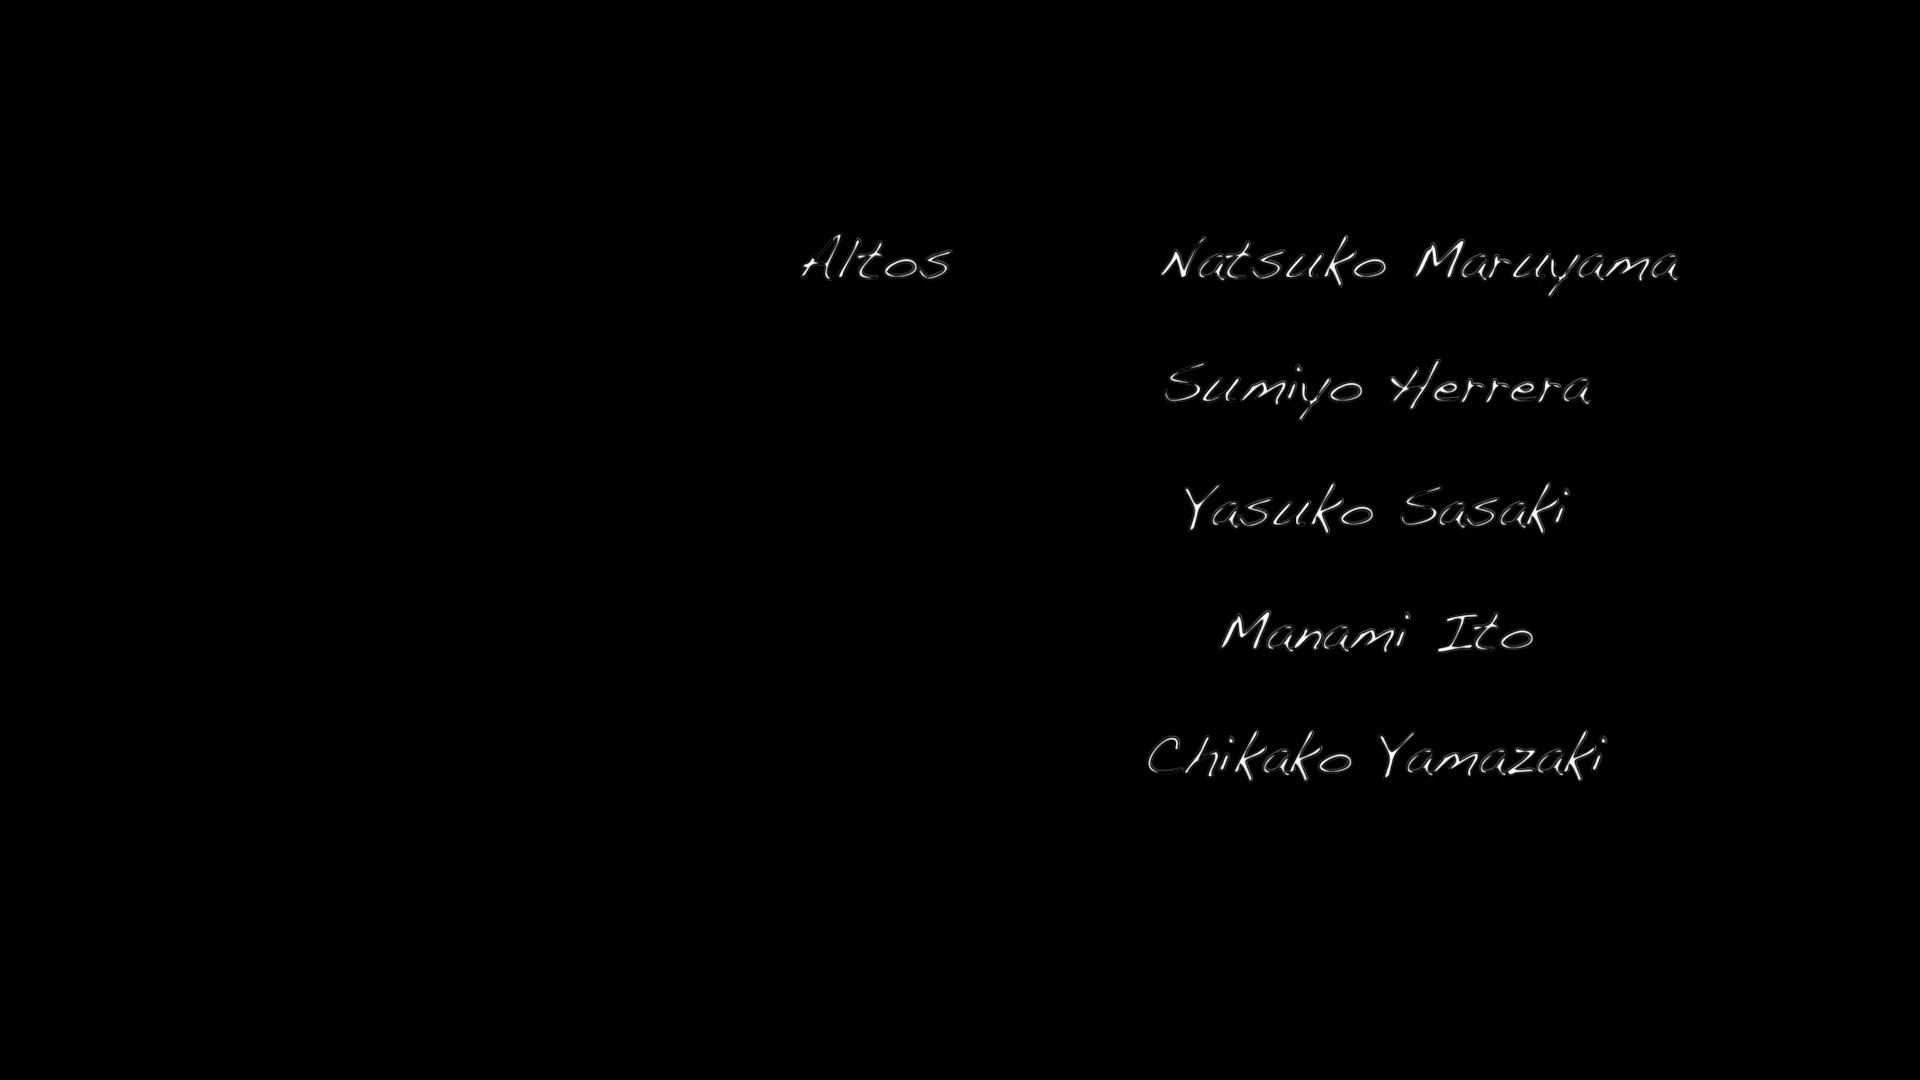 Altos Natsuko Maruyama
Sumiyo Herrera
Yasuko Sasaki
Manami Ito
Chikako Yamazaki